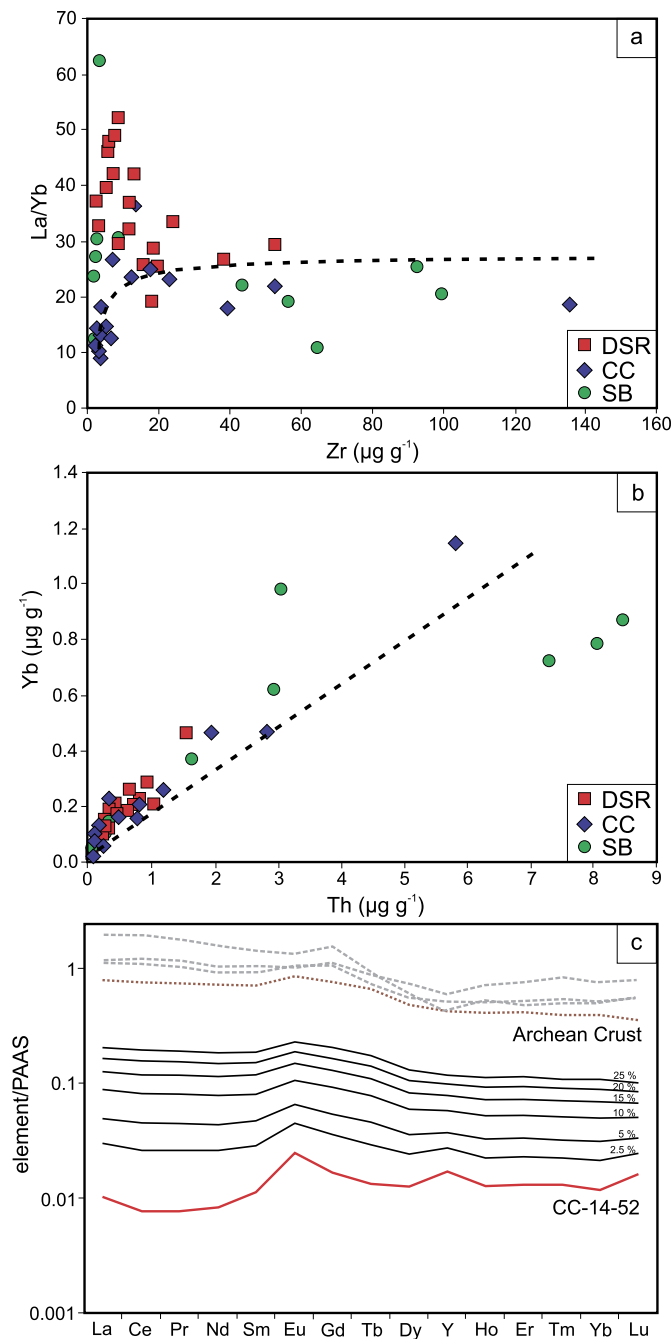 a
70
60
50
40
30
20
10
0
La/Yb
DSR
CC
SB
0 20 40 60 80 100 120 140 160
Zr (µg g⁻¹)
b
1.4
1.2
1.0
0.8
0.6
0.4
0.2
0.0
Yb (µg g⁻¹)
DSR
CC
SB
0 1 2 3 4 5 6 7 8 9
Th (µg g⁻¹)
c
1
0.1
0.01
0.001
element/PAAS
Archean Crust
25 %
20 %
15 %
10 %
5 %
2.5 %
CC-14-52
La Ce Pr Nd Sm Eu Gd Tb Dy Y Ho Er Tm Yb Lu